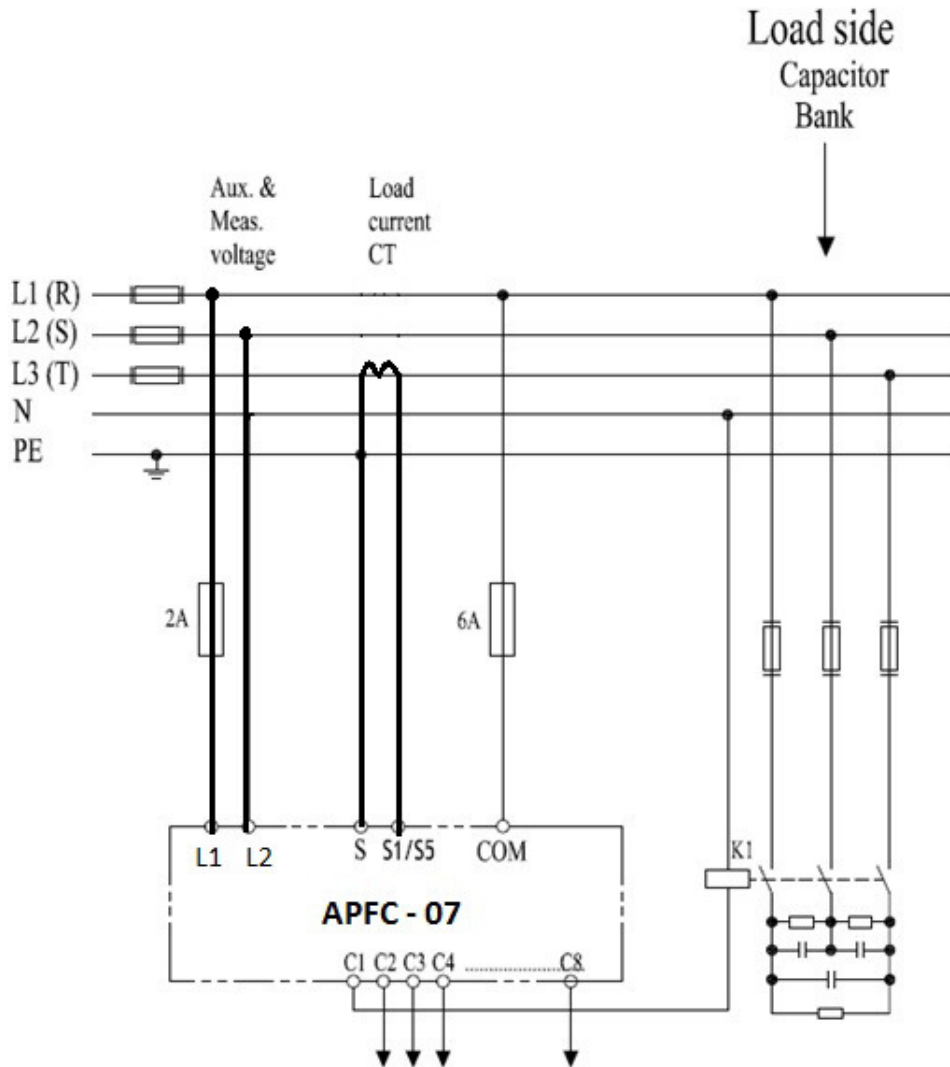 Load side
Capacitor
Bank
Aux. &
Meas.
voltage
Load
current
CT
L1 (R)
L2 (S)
L3 (T)
N
PE
2A
6A
L1
L2
S
S1/S5
COM
K1
APFC - 07
C1
C2
C3
C4
C8